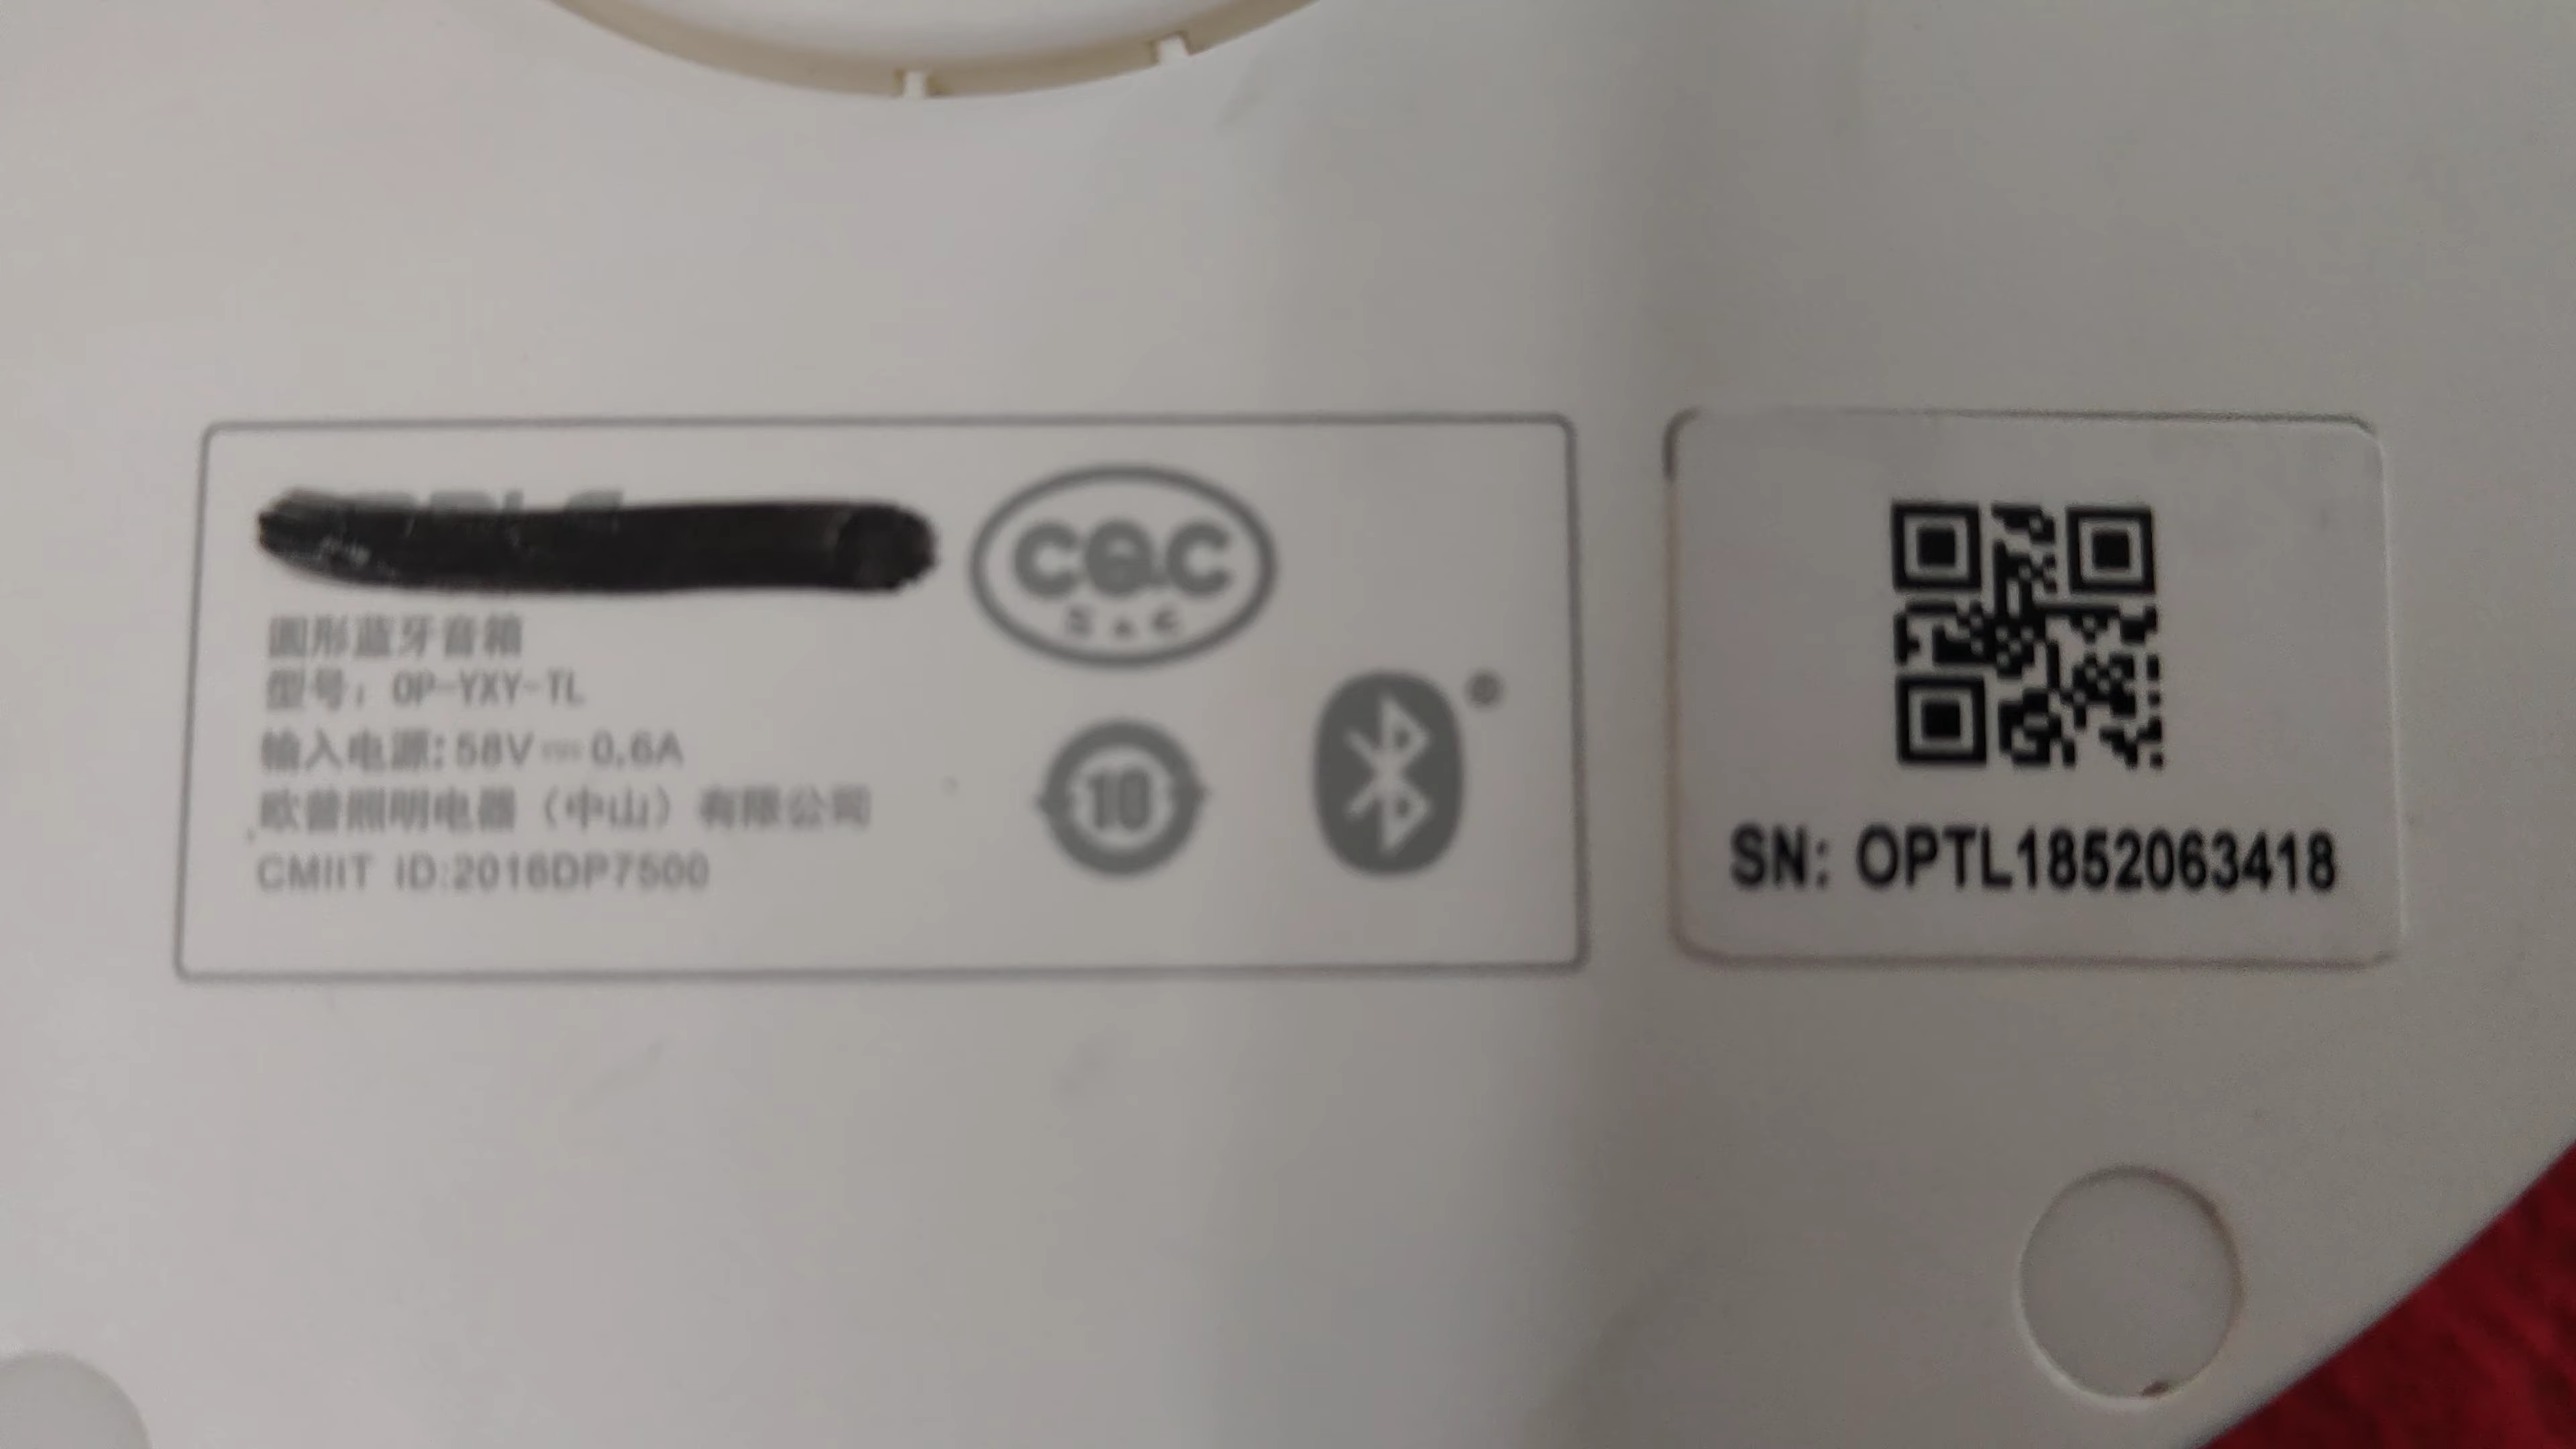 圆形蓝牙音箱
型号: OP-YXY-TL
输入电源: 58V⎓0.6A
欧普照明电器（中山）有限公司
CMIIT ID:2016DP7500
CQC
S & E
10
SN: OPTL1852063418